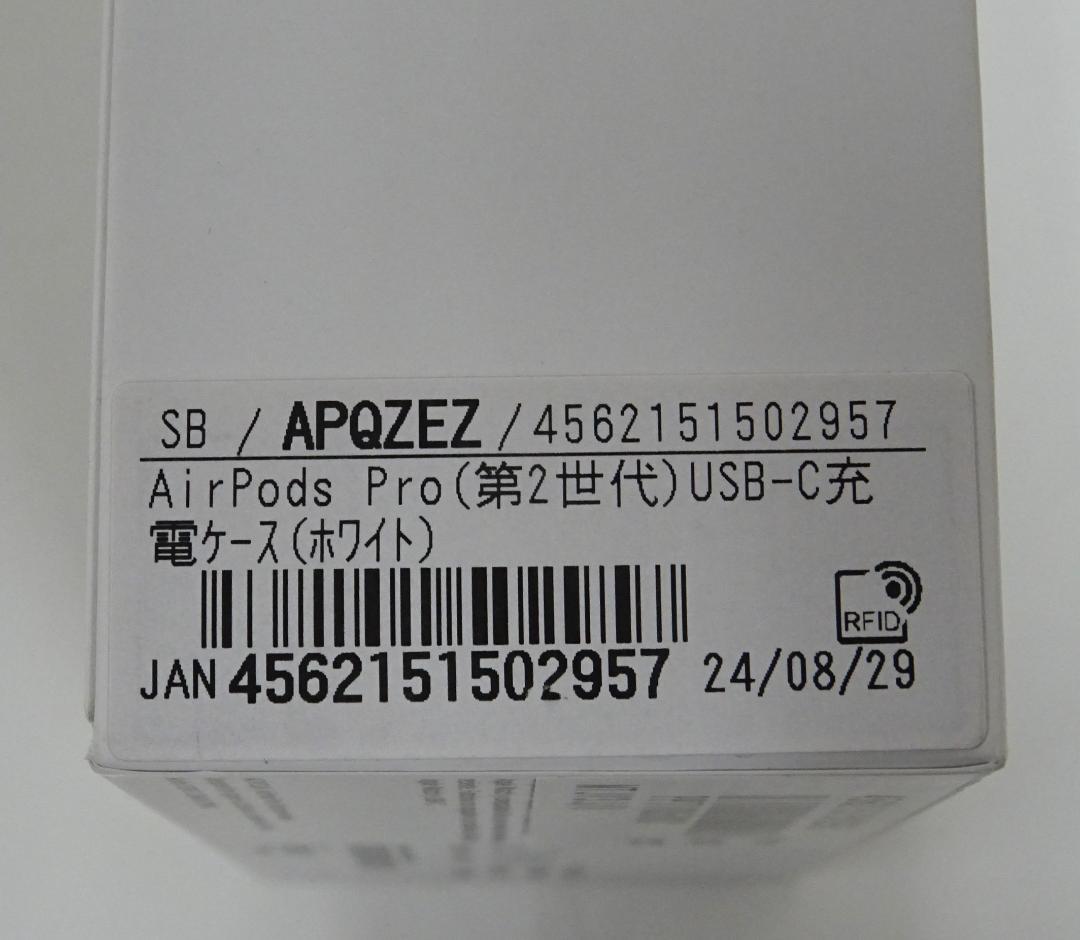 SB / APQZEZ /4562151502957
AirPods Pro(第2世代)USB-C充
電ケース(ホワイト)
RFID
JAN 4562151502957 24/08/29